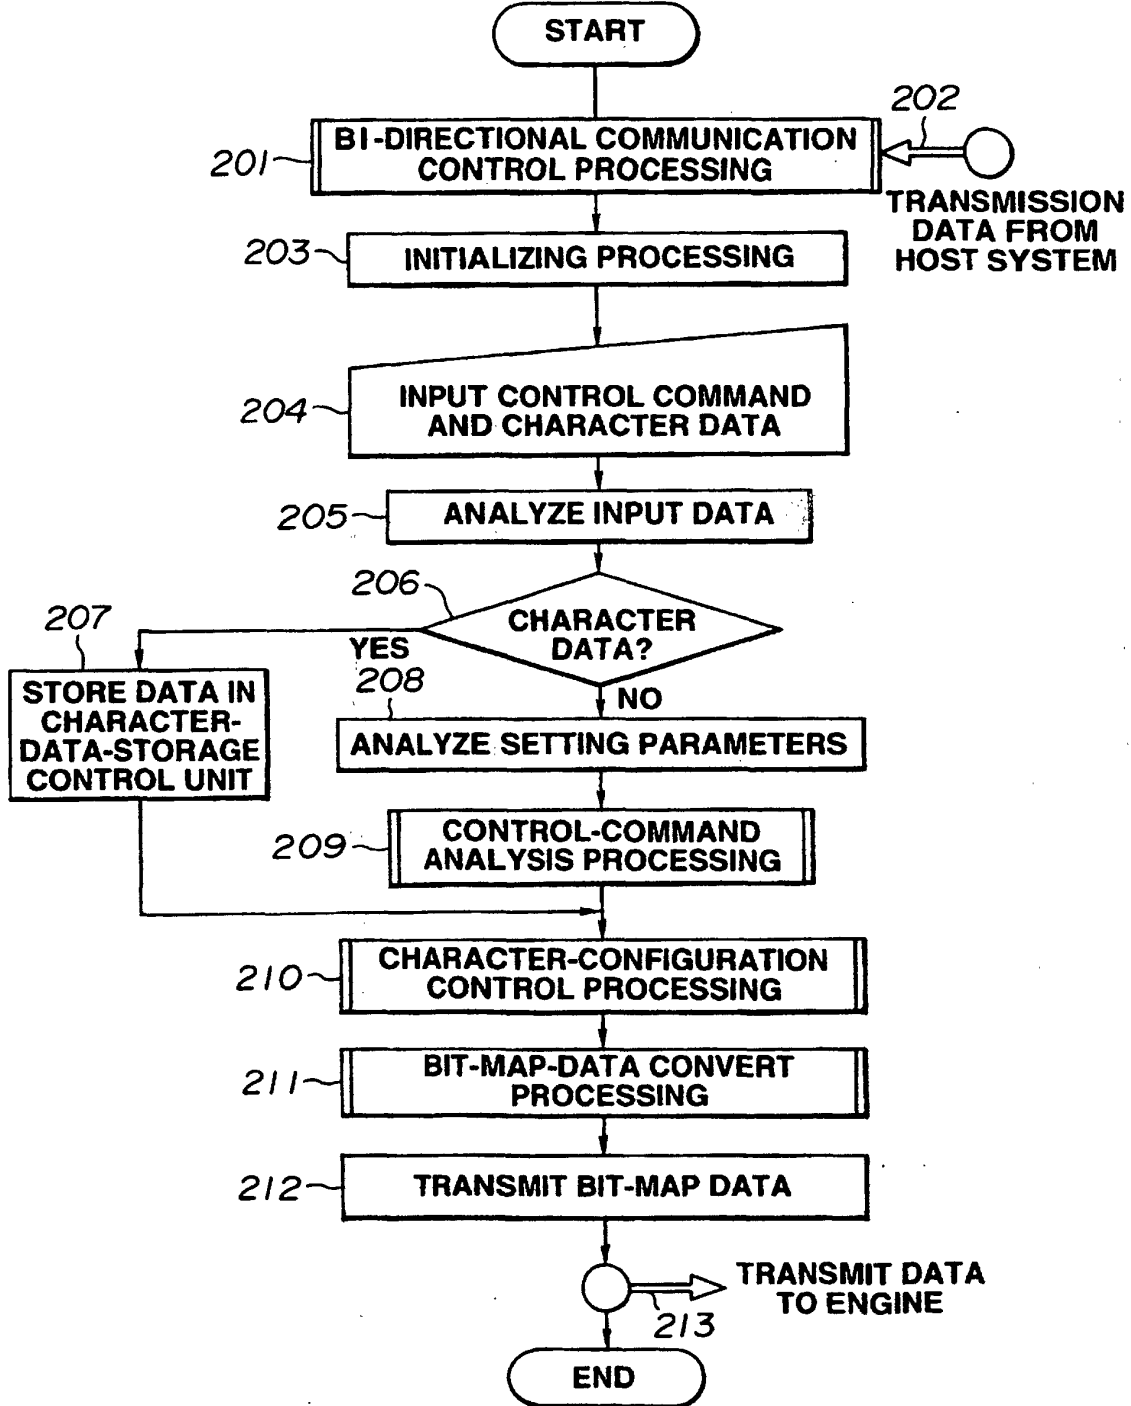 START
202
BI-DIRECTIONAL COMMUNICATION
CONTROL PROCESSING
201
TRANSMISSION
DATA FROM
HOST SYSTEM
203
INITIALIZING PROCESSING
204
INPUT CONTROL COMMAND
AND CHARACTER DATA
205
ANALYZE INPUT DATA
206
CHARACTER
DATA?
YES
NO
207
STORE DATA IN
CHARACTER-
DATA-STORAGE
CONTROL UNIT
208
ANALYZE SETTING PARAMETERS
209
CONTROL-COMMAND
ANALYSIS PROCESSING
210
CHARACTER-CONFIGURATION
CONTROL PROCESSING
211
BIT-MAP-DATA CONVERT
PROCESSING
212
TRANSMIT BIT-MAP DATA
TRANSMIT DATA
TO ENGINE
213
END